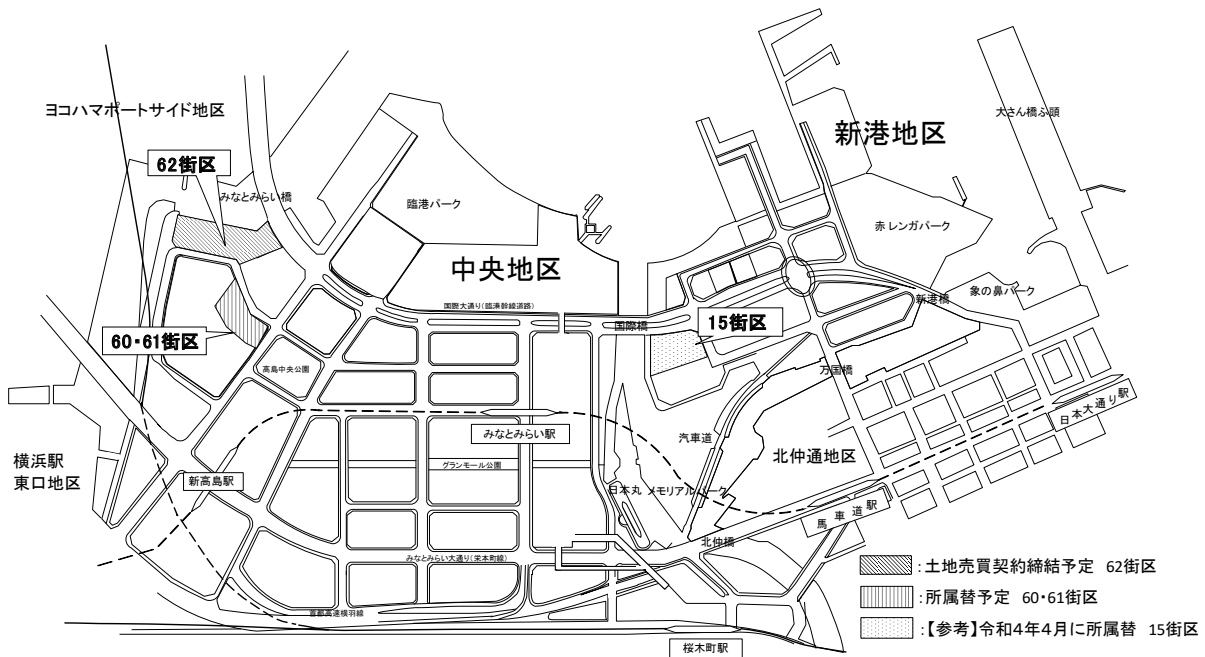 ヨコハマポートサイド地区
62街区
みなとみらい橋
臨港パーク
中央地区
新港地区
大さん橋ふ頭
赤レンガパーク
象の鼻パーク
新港橋
国際大通り(臨港幹線道路)
国際橋
15街区
万国橋
60・61街区
高島中央公園
みなとみらい駅
汽車道
日本大通り駅
横浜駅
東口地区
新高島駅
グランモール公園
日本丸 メモリアルパーク
北仲通地区
馬車道駅
北仲橋
みなとみらい大通り(栄本町線)
首都高速横羽線
桜木町駅
:土地売買契約締結予定 62街区
:所属替予定 60・61街区
:【参考】令和4年4月に所属替 15街区